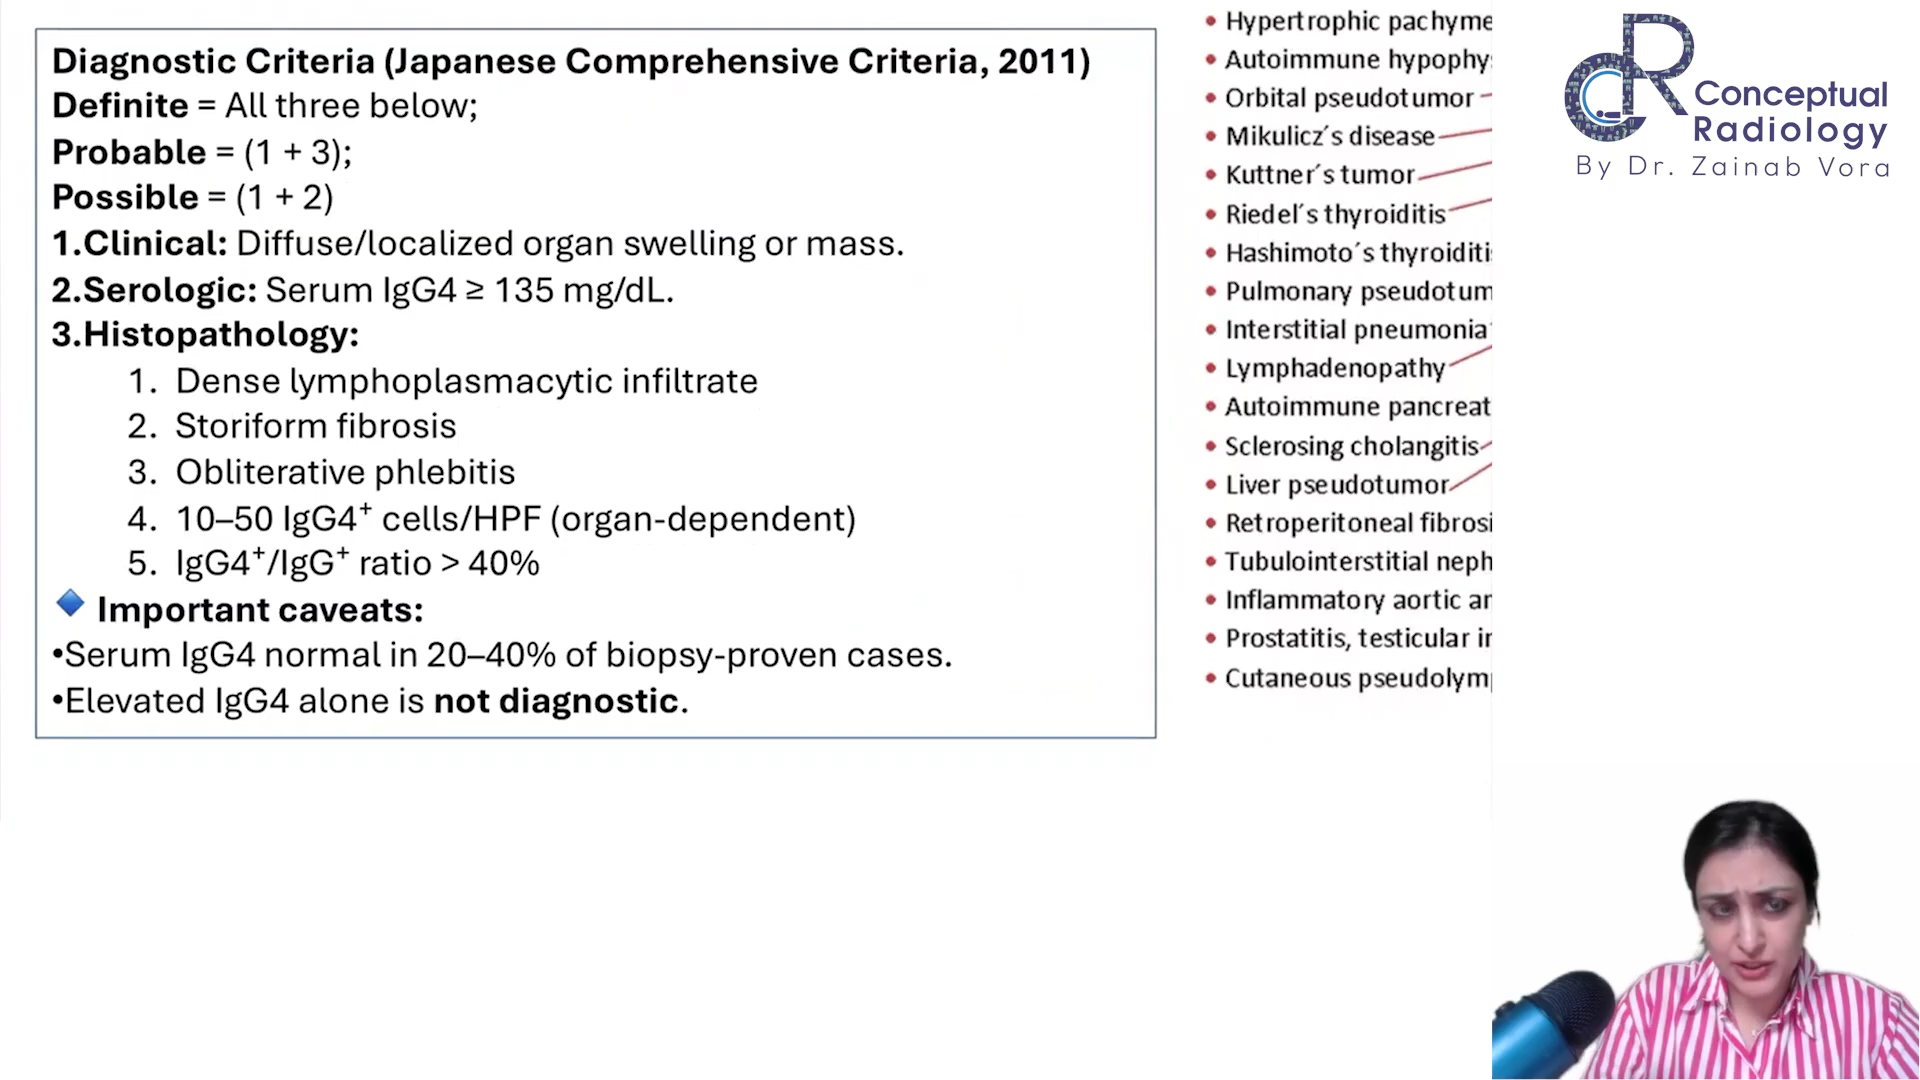 Diagnostic Criteria (Japanese Comprehensive Criteria, 2011)
Definite = All three below;
Probable = (1 + 3);
Possible = (1 + 2)
1.Clinical: Diffuse/localized organ swelling or mass.
2.Serologic: Serum IgG4 ≥ 135 mg/dL.
3.Histopathology:
1. Dense lymphoplasmacytic infiltrate
2. Storiform fibrosis
3. Obliterative phlebitis
4. 10–50 IgG4⁺ cells/HPF (organ-dependent)
5. IgG4⁺/IgG⁺ ratio > 40%
Important caveats:
•Serum IgG4 normal in 20–40% of biopsy-proven cases.
•Elevated IgG4 alone is not diagnostic.
• Hypertrophic pachyme
• Autoimmune hypophy
• Orbital pseudotumor
• Mikulicz´s disease
• Kuttner´s tumor
• Riedel´s thyroiditis
• Hashimoto´s thyroiditi
• Pulmonary pseudotum
• Interstitial pneumonia
• Lymphadenopathy
• Autoimmune pancreat
• Sclerosing cholangitis
• Liver pseudotumor
• Retroperitoneal fibrosi
• Tubulointerstitial neph
• Inflammatory aortic ar
• Prostatitis, testicular ir
• Cutaneous pseudolym
CR
Conceptual
Radiology
By Dr. Zainab Vora